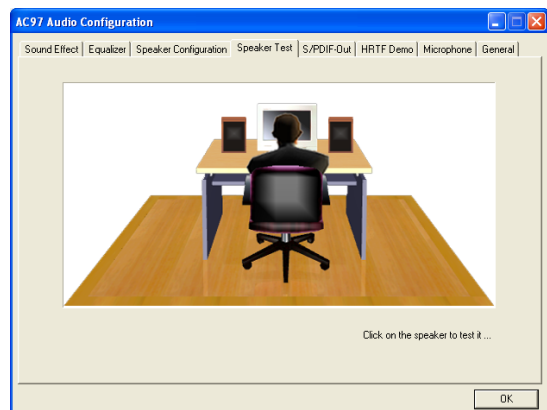 AC97 Audio Configuration
Sound Effect Equalizer Speaker Configuration Speaker Test S/PDIF-Out HRTF Demo Microphone General
Click on the speaker to test it ...
OK